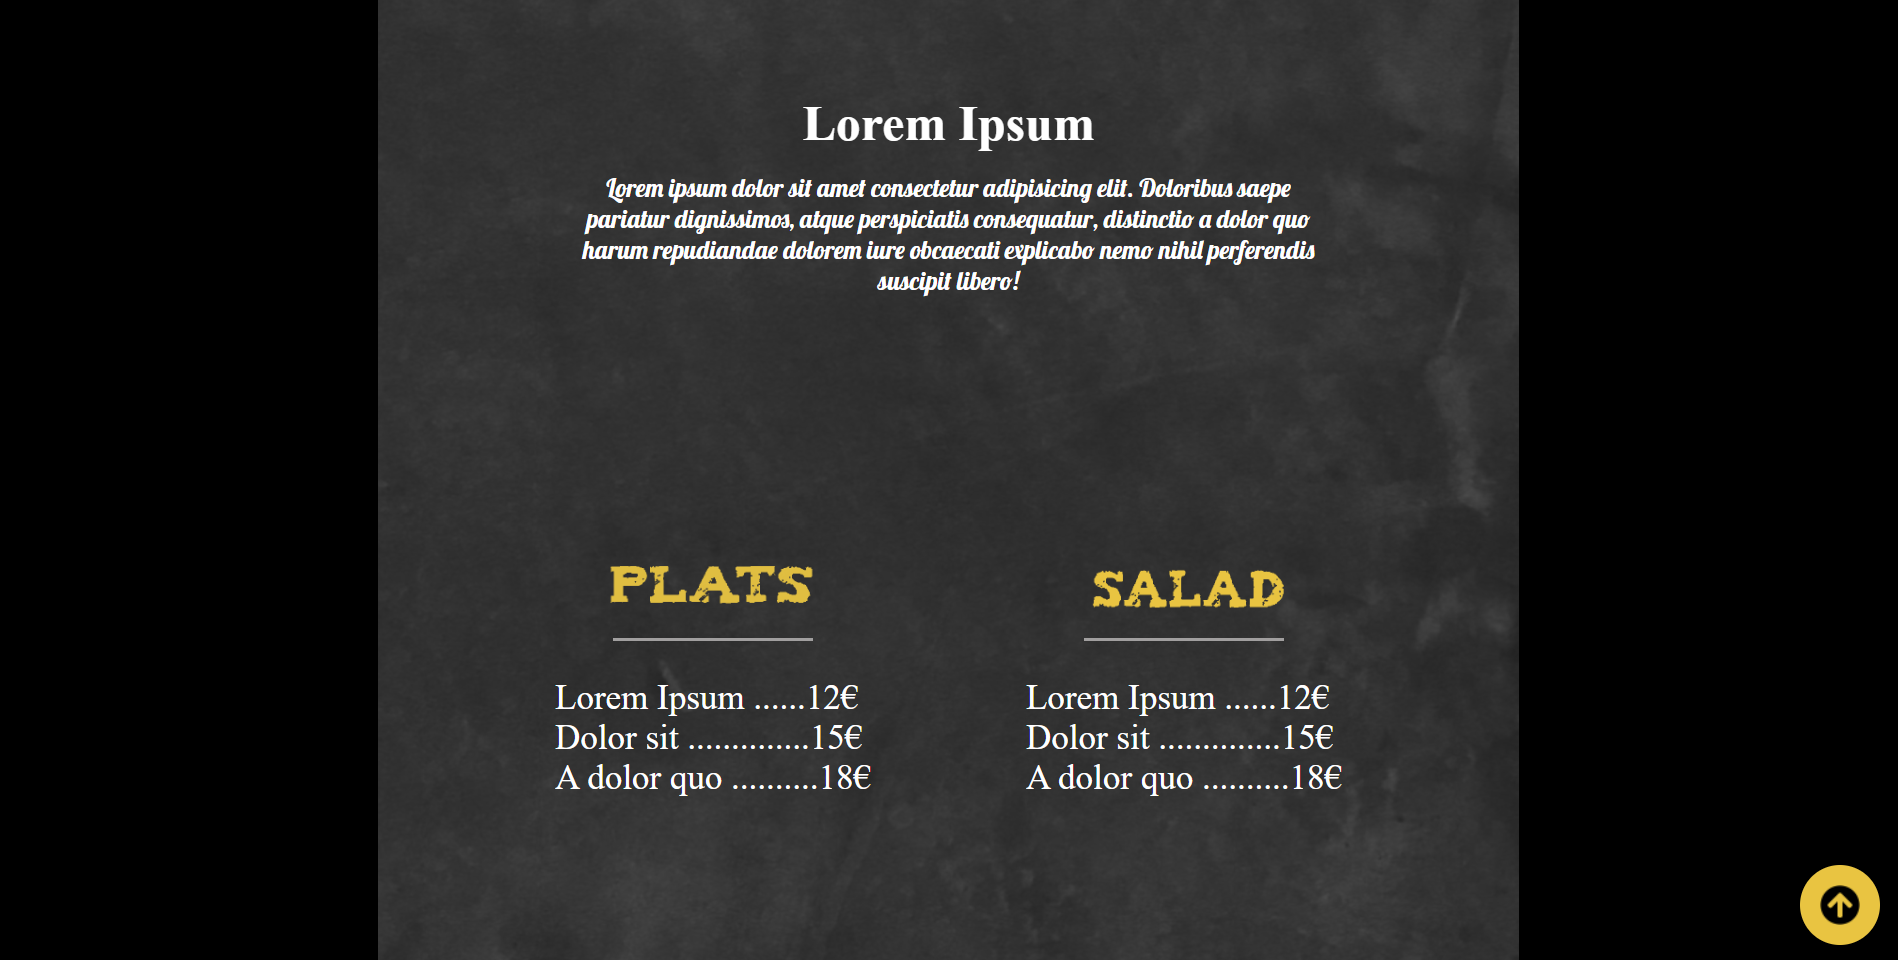 Lorem Ipsum
Lorem ipsum dolor sit amet consectetur adipisicing elit. Doloribus saepe
pariatur dignissimos, atque perspiciatis consequatur, distinctio a dolor quo
harum repudiandae dolorem iure obcaecati explicabo nemo nihil perferendis
suscipit libero!
PLATS
Lorem Ipsum ......12€
Dolor sit ..............15€
A dolor quo ..........18€
SALAD
Lorem Ipsum ......12€
Dolor sit ..............15€
A dolor quo ..........18€